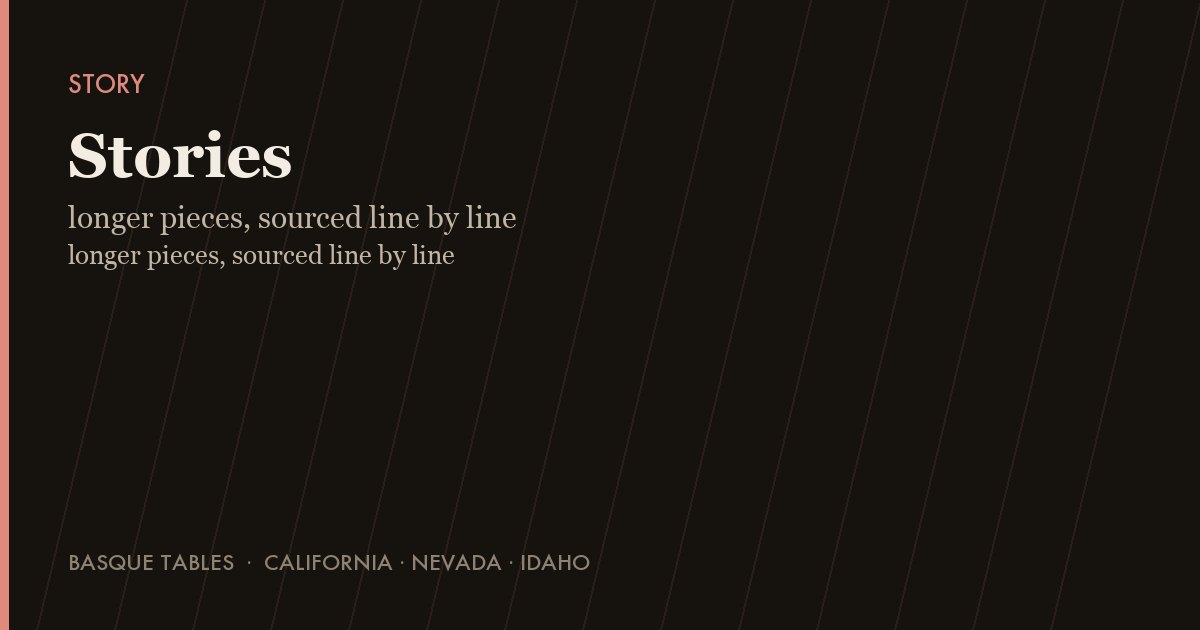 STORY
Stories
longer pieces, sourced line by line
longer pieces, sourced line by line
BASQUE TABLES · CALIFORNIA · NEVADA · IDAHO